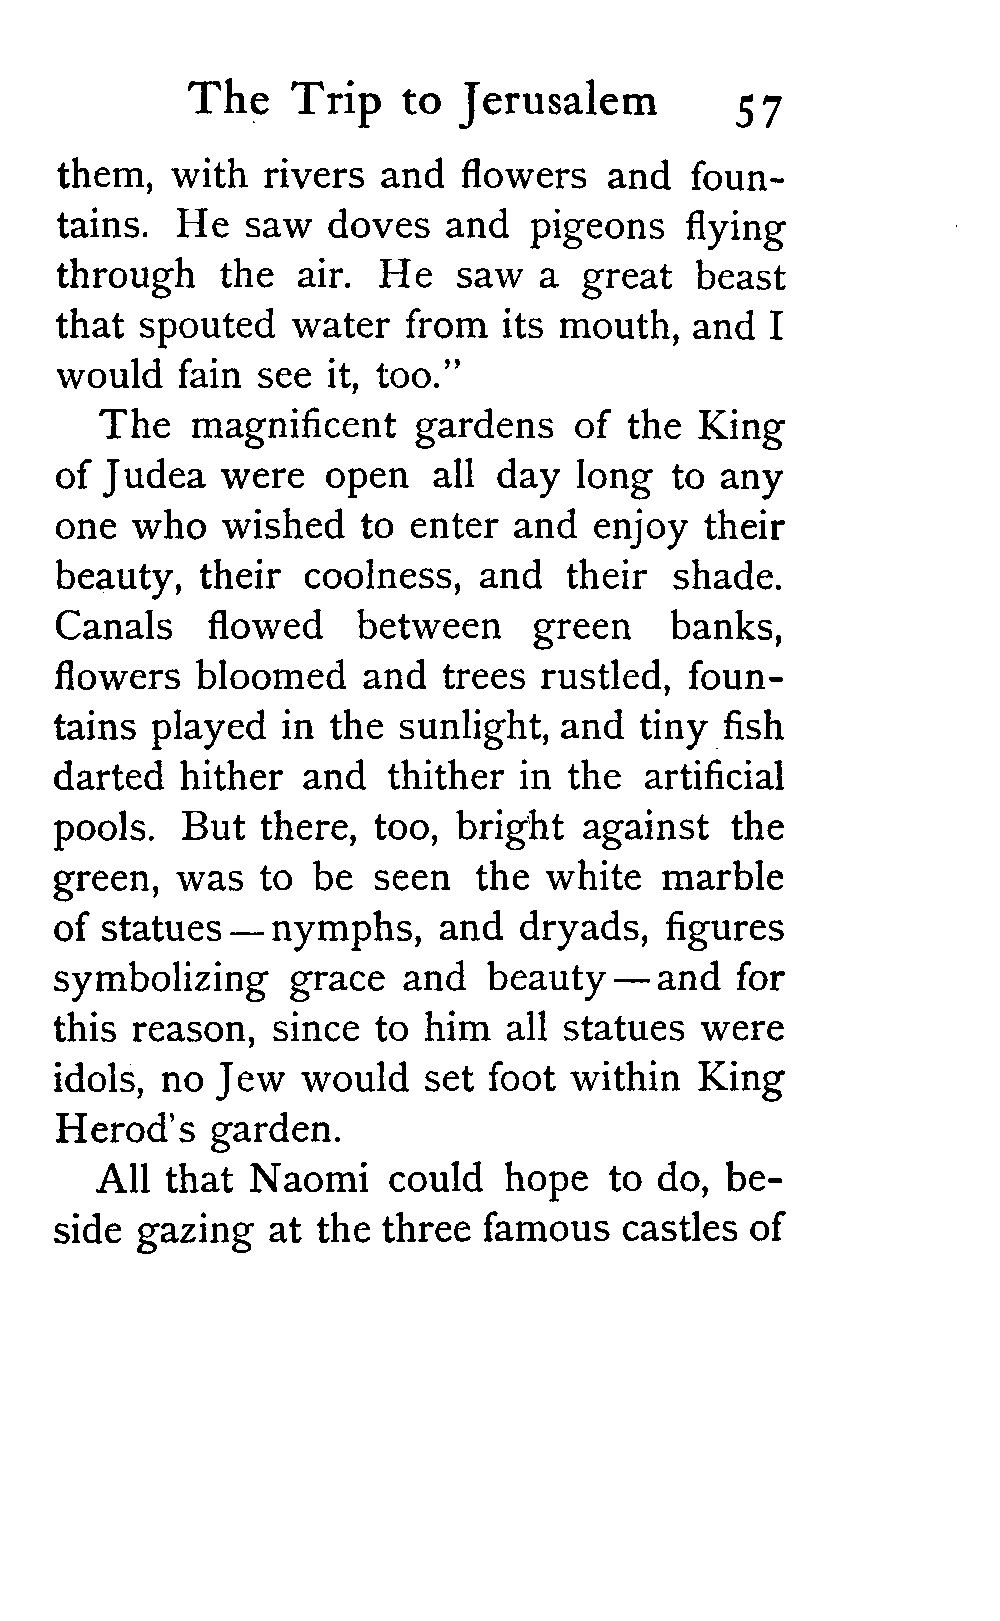 The Trip to Jerusalem 57
them, with rivers and flowers and foun-
tains. He saw doves and pigeons flying
through the air. He saw a great beast
that spouted water from its mouth, and I
would fain see it, too."
The magnificent gardens of the King
of Judea were open all day long to any
one who wished to enter and enjoy their
beauty, their coolness, and their shade.
Canals flowed between green banks,
flowers bloomed and trees rustled, foun-
tains played in the sunlight, and tiny fish
darted hither and thither in the artificial
pools. But there, too, bright against the
green, was to be seen the white marble
of statues — nymphs, and dryads, figures
symbolizing grace and beauty — and for
this reason, since to him all statues were
idols, no Jew would set foot within King
Herod's garden.
All that Naomi could hope to do, be-
side gazing at the three famous castles of